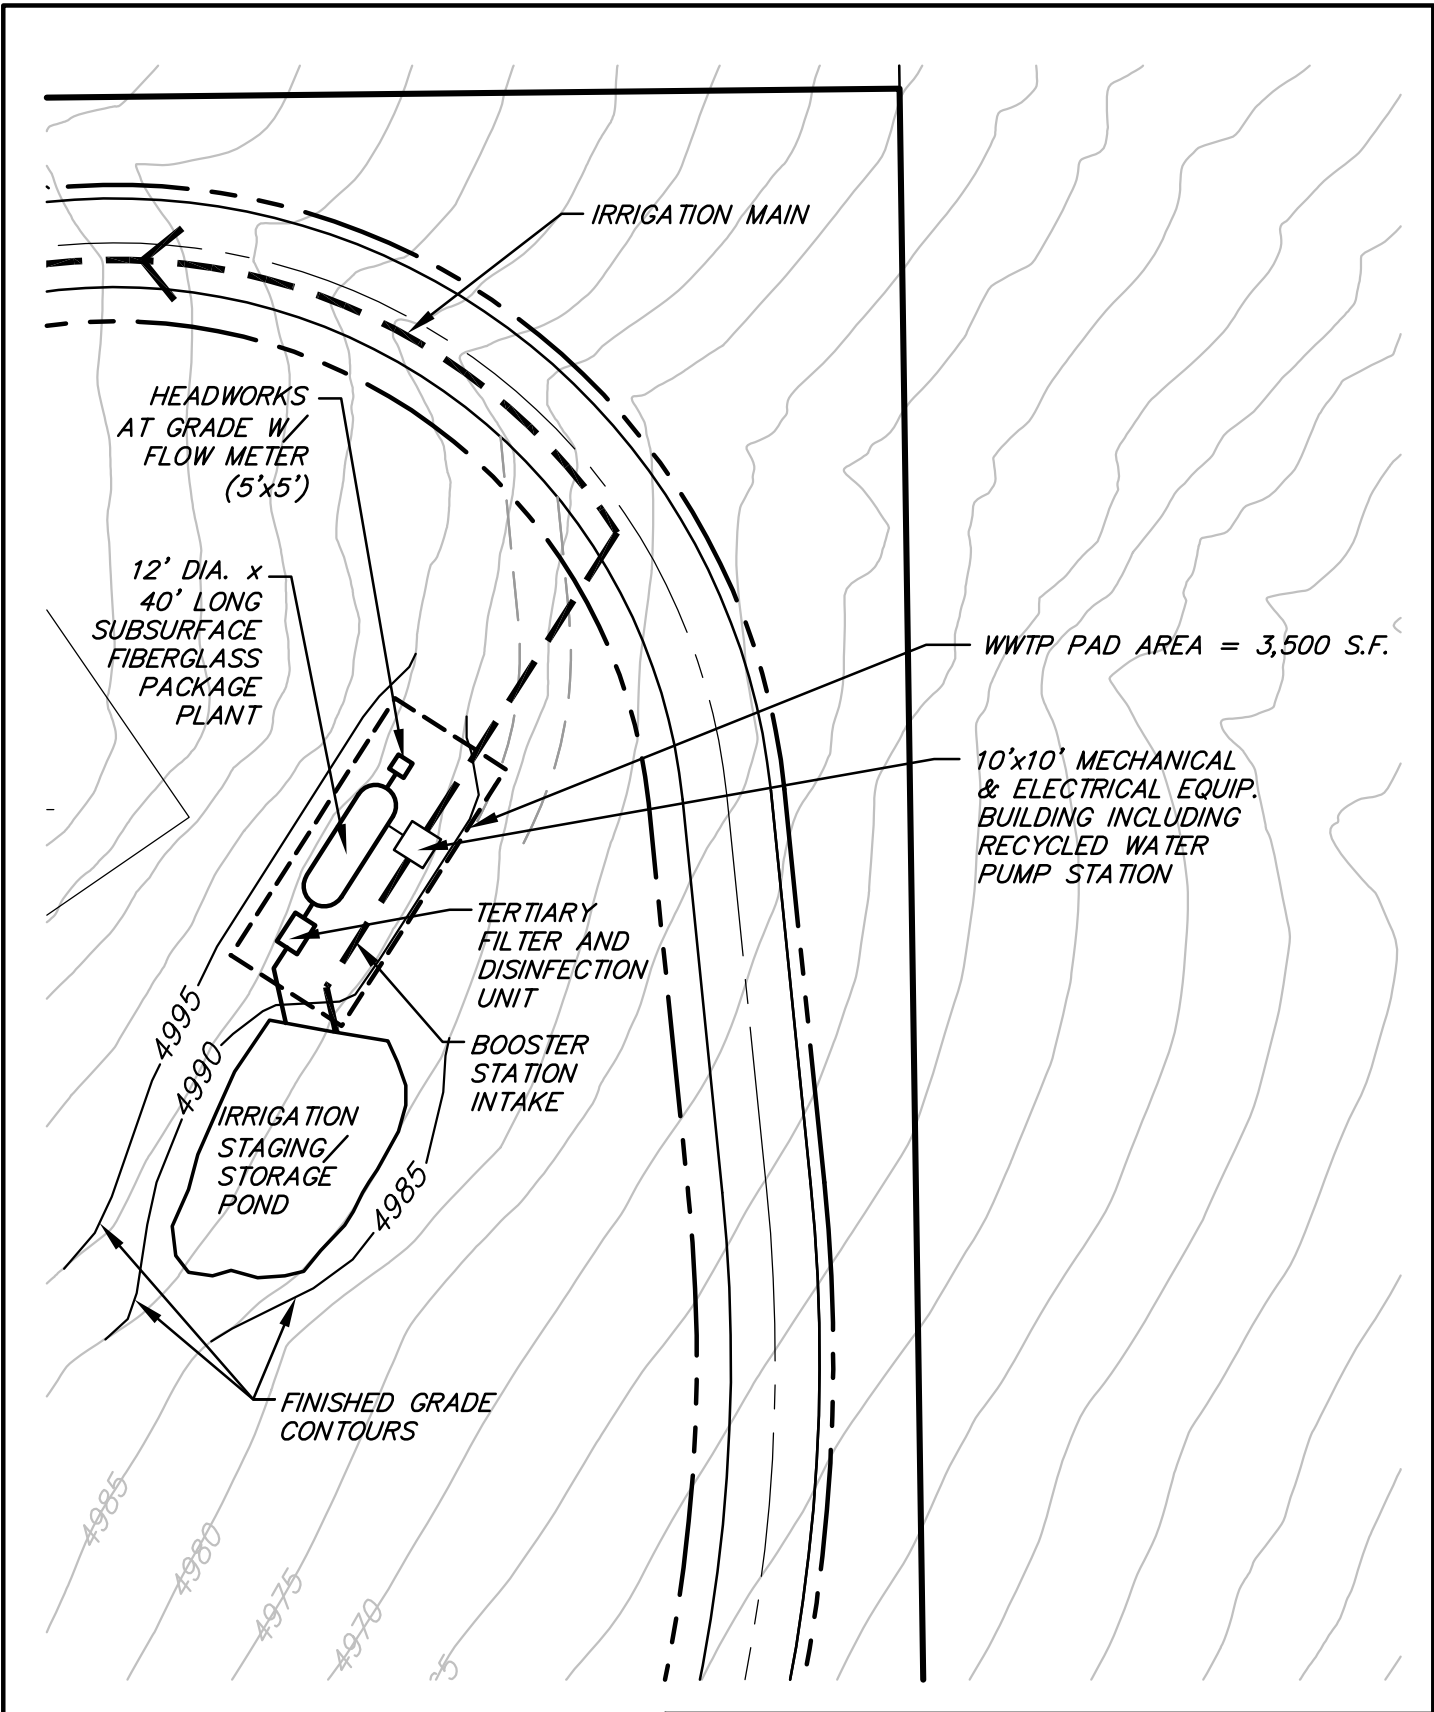 IRRIGATION MAIN
HEADWORKS
AT GRADE W/
FLOW METER
(5'x5')
12' DIA. x
40' LONG
SUBSURFACE
FIBERGLASS
PACKAGE
PLANT
WWTP PAD AREA = 3,500 S.F.
10'x10' MECHANICAL
& ELECTRICAL EQUIP.
BUILDING INCLUDING
RECYCLED WATER
PUMP STATION
TERTIARY
FILTER AND
DISINFECTION
UNIT
BOOSTER
STATION
INTAKE
4995
4990
IRRIGATION
STAGING/
STORAGE
POND
4985
FINISHED GRADE
CONTOURS
4985
4980
4975
4970